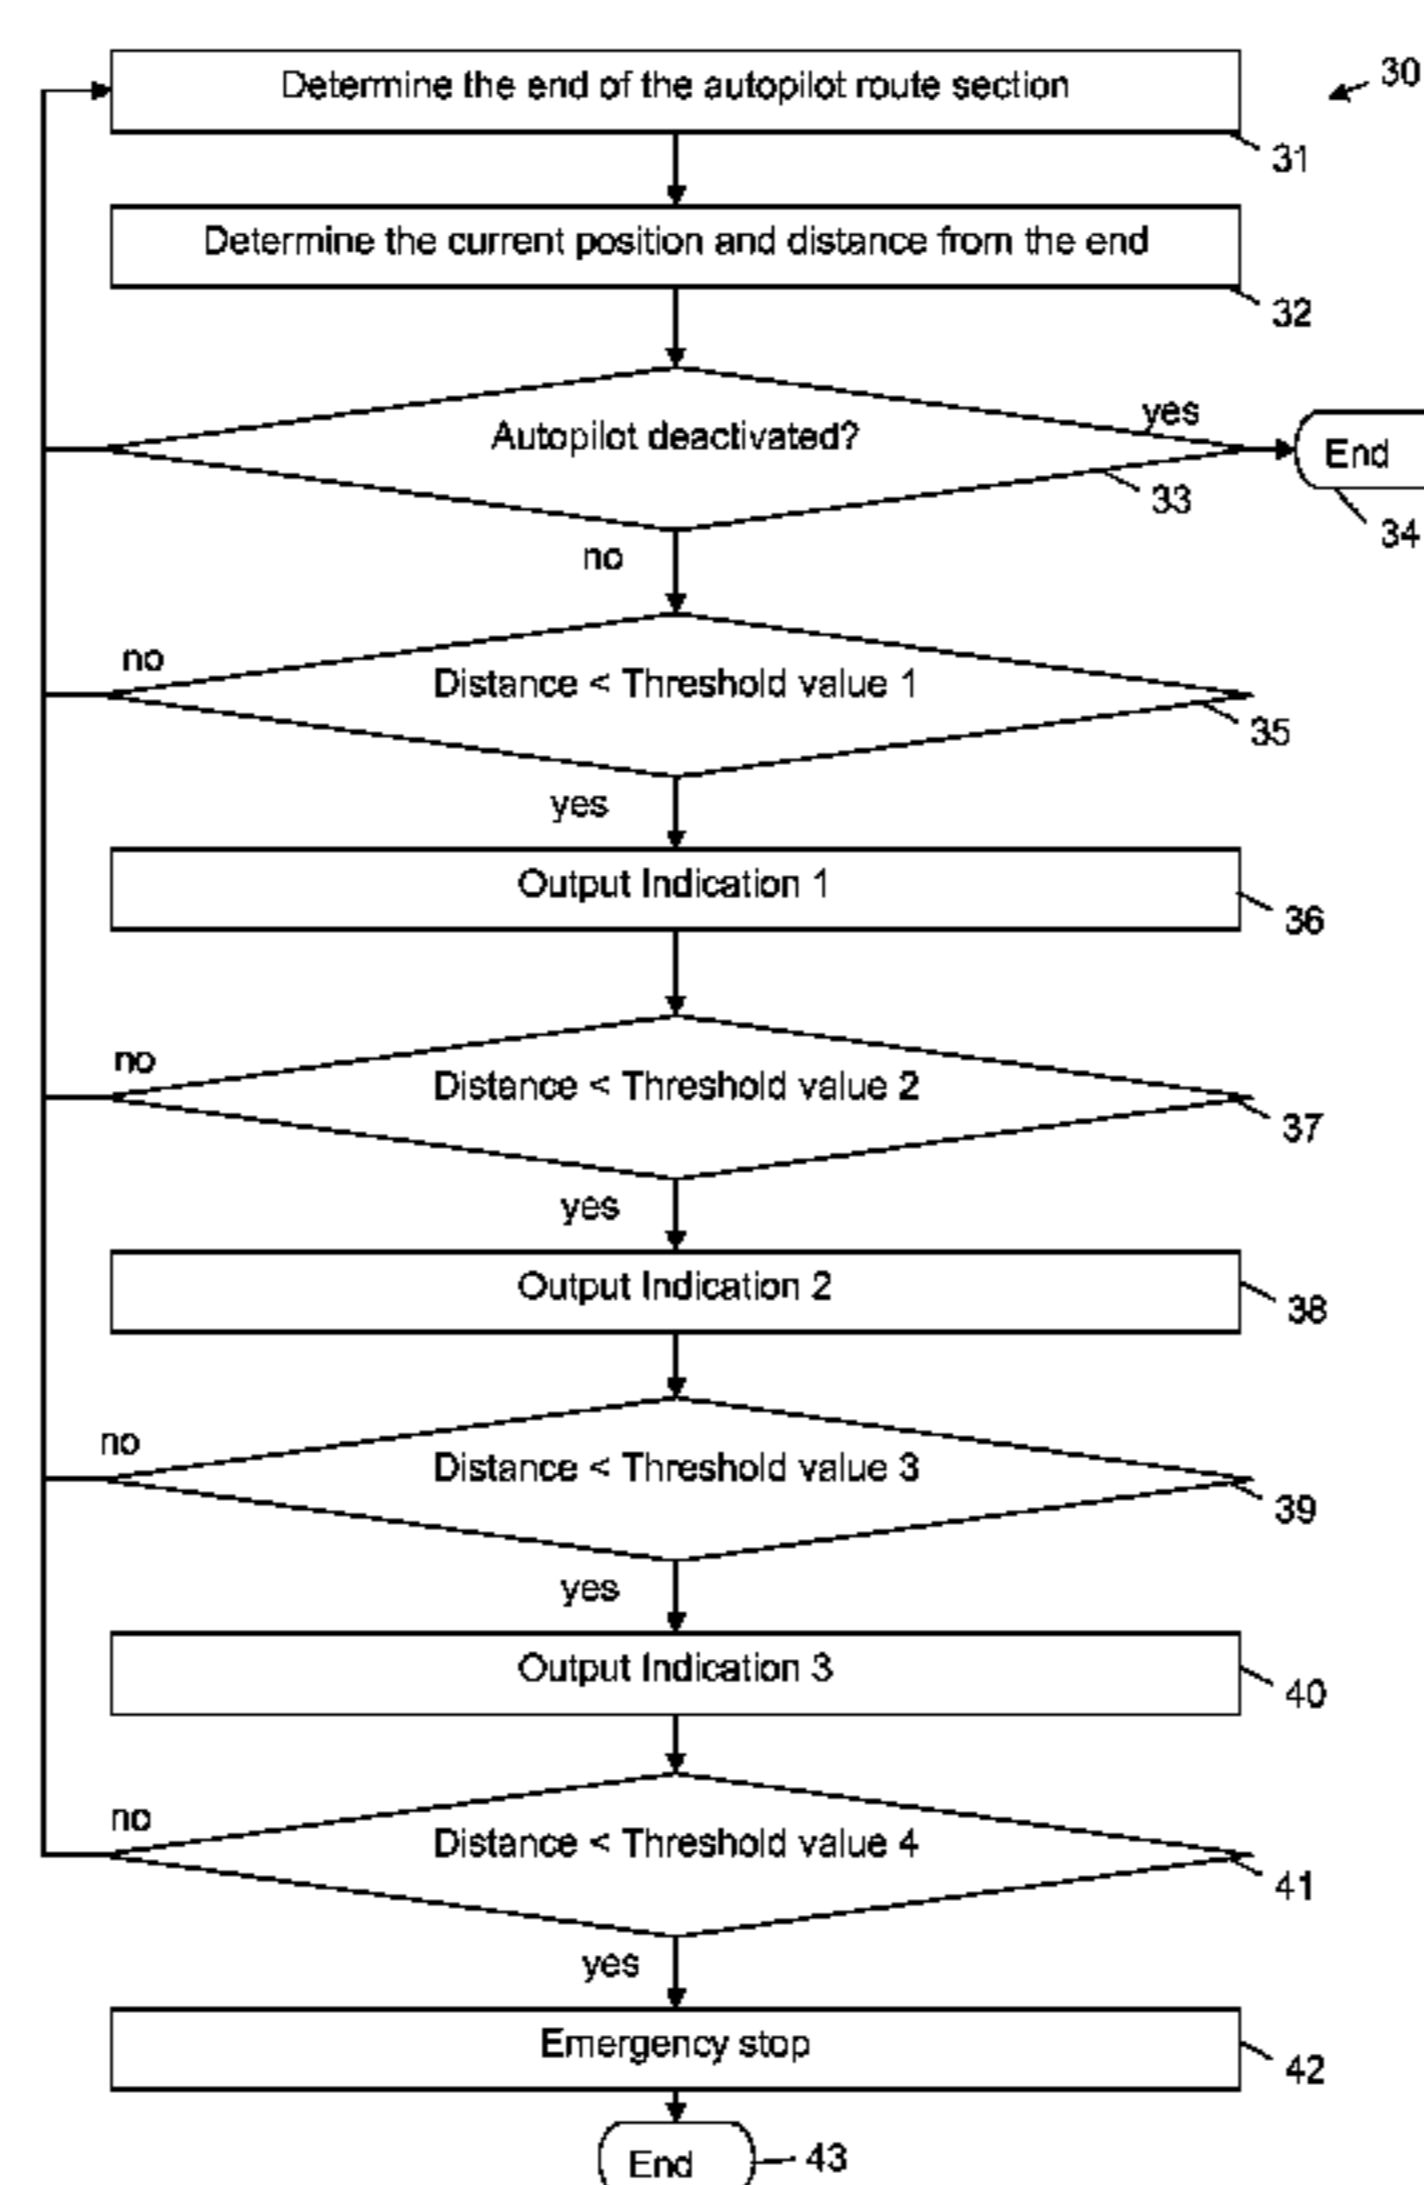 Determine the end of the autopilot route section
30
31
Determine the current position and distance from the end
32
Autopilot deactivated?
yes
End
33
34
no
no
Distance < Threshold value 1
35
yes
Output Indication 1
36
no
Distance < Threshold value 2
37
yes
Output Indication 2
38
no
Distance < Threshold value 3
39
yes
Output Indication 3
40
no
Distance < Threshold value 4
41
yes
Emergency stop
42
End
43